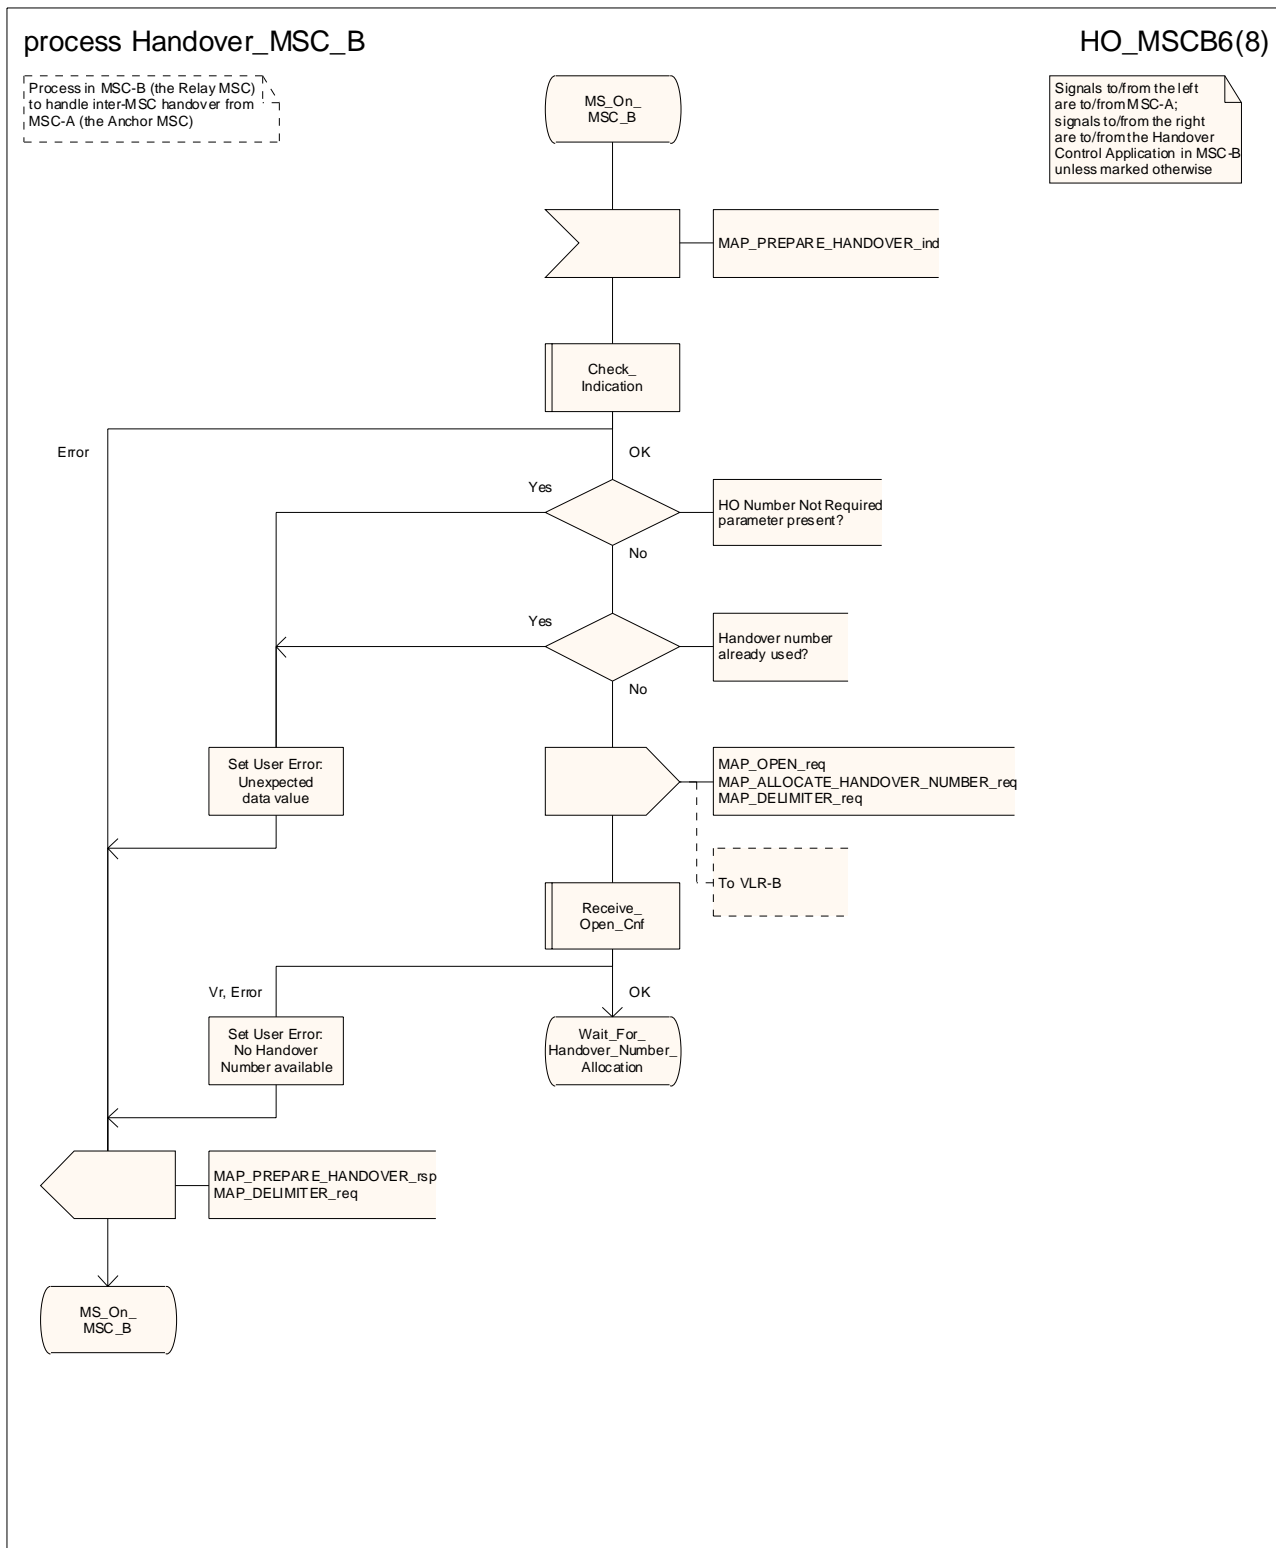 process Handover_MSC_B
HO_MSCB6(8)
Process in MSC-B (the Relay MSC)
to handle inter-MSC handover from
MSC-A (the Anchor MSC)
MS_On_
MSC_B
Signals to/from the left
are to/from MSC-A;
signals to/from the right
are to/from the Handover
Control Application in MSC-B
unless marked otherwise
MAP_PREPARE_HANDOVER_ind
Check_
Indication
Error
OK
Yes
HO Number Not Required
parameter present?
No
Yes
Handover number
already used?
No
Set User Error:
Unexpected
data value
MAP_OPEN_req
MAP_ALLOCATE_HANDOVER_NUMBER_req
MAP_DELIMITER_req
To VLR-B
Receive_
Open_Cnf
Vr, Error
OK
Set User Error:
No Handover
Number available
Wait_For_
Handover_Number_
Allocation
MAP_PREPARE_HANDOVER_rsp
MAP_DELIMITER_req
MS_On_
MSC_B